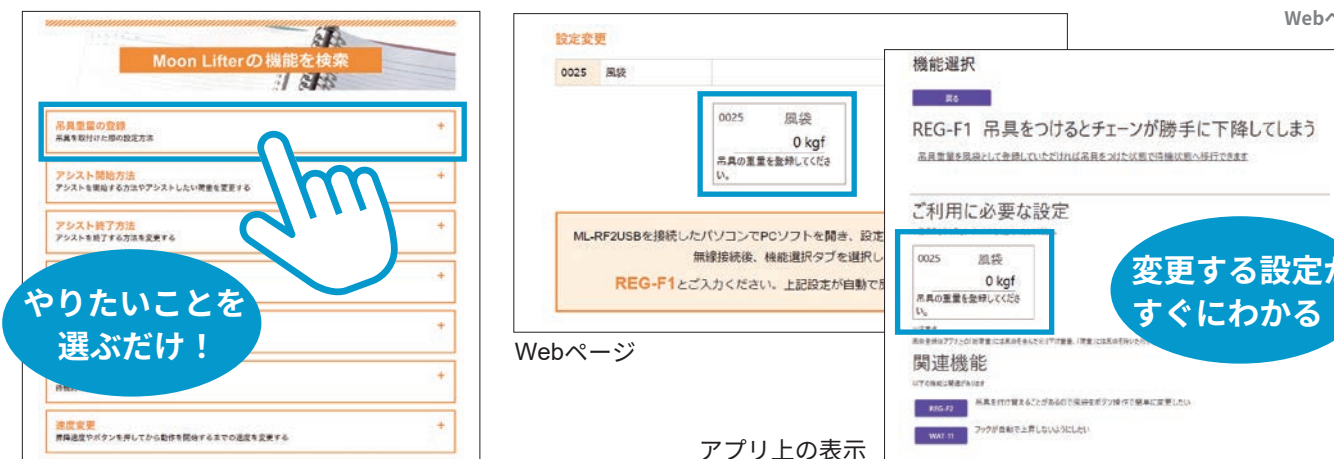 Moon Lifterの機能を検索
吊具重量の登録
吊具を取付けた際の設定方法
アシスト開始方法
アシストを開始する方法やアシストしたい荷重を変更する
アシスト終了方法
アシストを終了する方法を変更する
速度変更
昇降速度やボタンを押してから動作を開始するまでの速度を変更する
やりたいことを
選ぶだけ！
設定変更
0025 風袋
0025 風袋
0 kgf
吊具の重量を登録してくださ
い。
ML-RF2USBを接続したパソコンでPCソフトを開き、設定
無線接続後、機能選択タブを選択し
REG-F1とご入力ください。上記設定が自動で
Webページ
アプリ上の表示
Web
機能選択
戻る
REG-F1 吊具をつけるとチェーンが勝手に下降してしまう
吊具重量を風袋として登録していただければ吊具をつけた状態で待機状態へ移行できます
ご利用に必要な設定
0025 風袋
0 kgf
吊具の重量を登録してくださ
い。
変更する設定が
すぐにわかる
関連機能
以下の機能は関連があります
REG-F2 吊具を付け替えることがあるので風袋をボタン操作で簡単に変更したい
WAT-11 フックが自動で上昇しないようにしたい